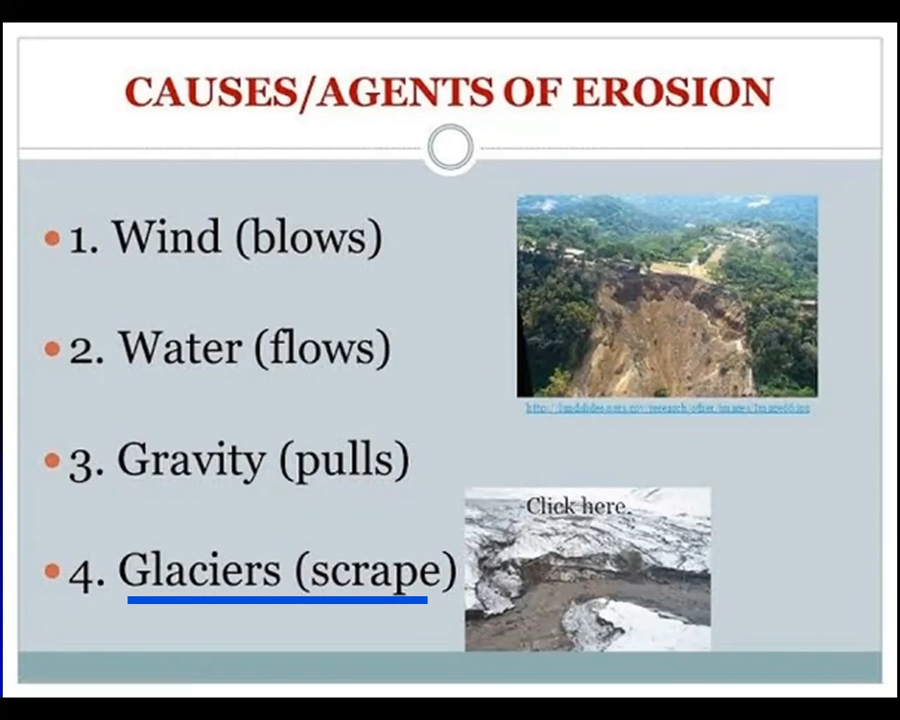 CAUSES/AGENTS OF EROSION
1. Wind (blows)
2. Water (flows)
3. Gravity (pulls)
Click here.
4. Glaciers (scrape)